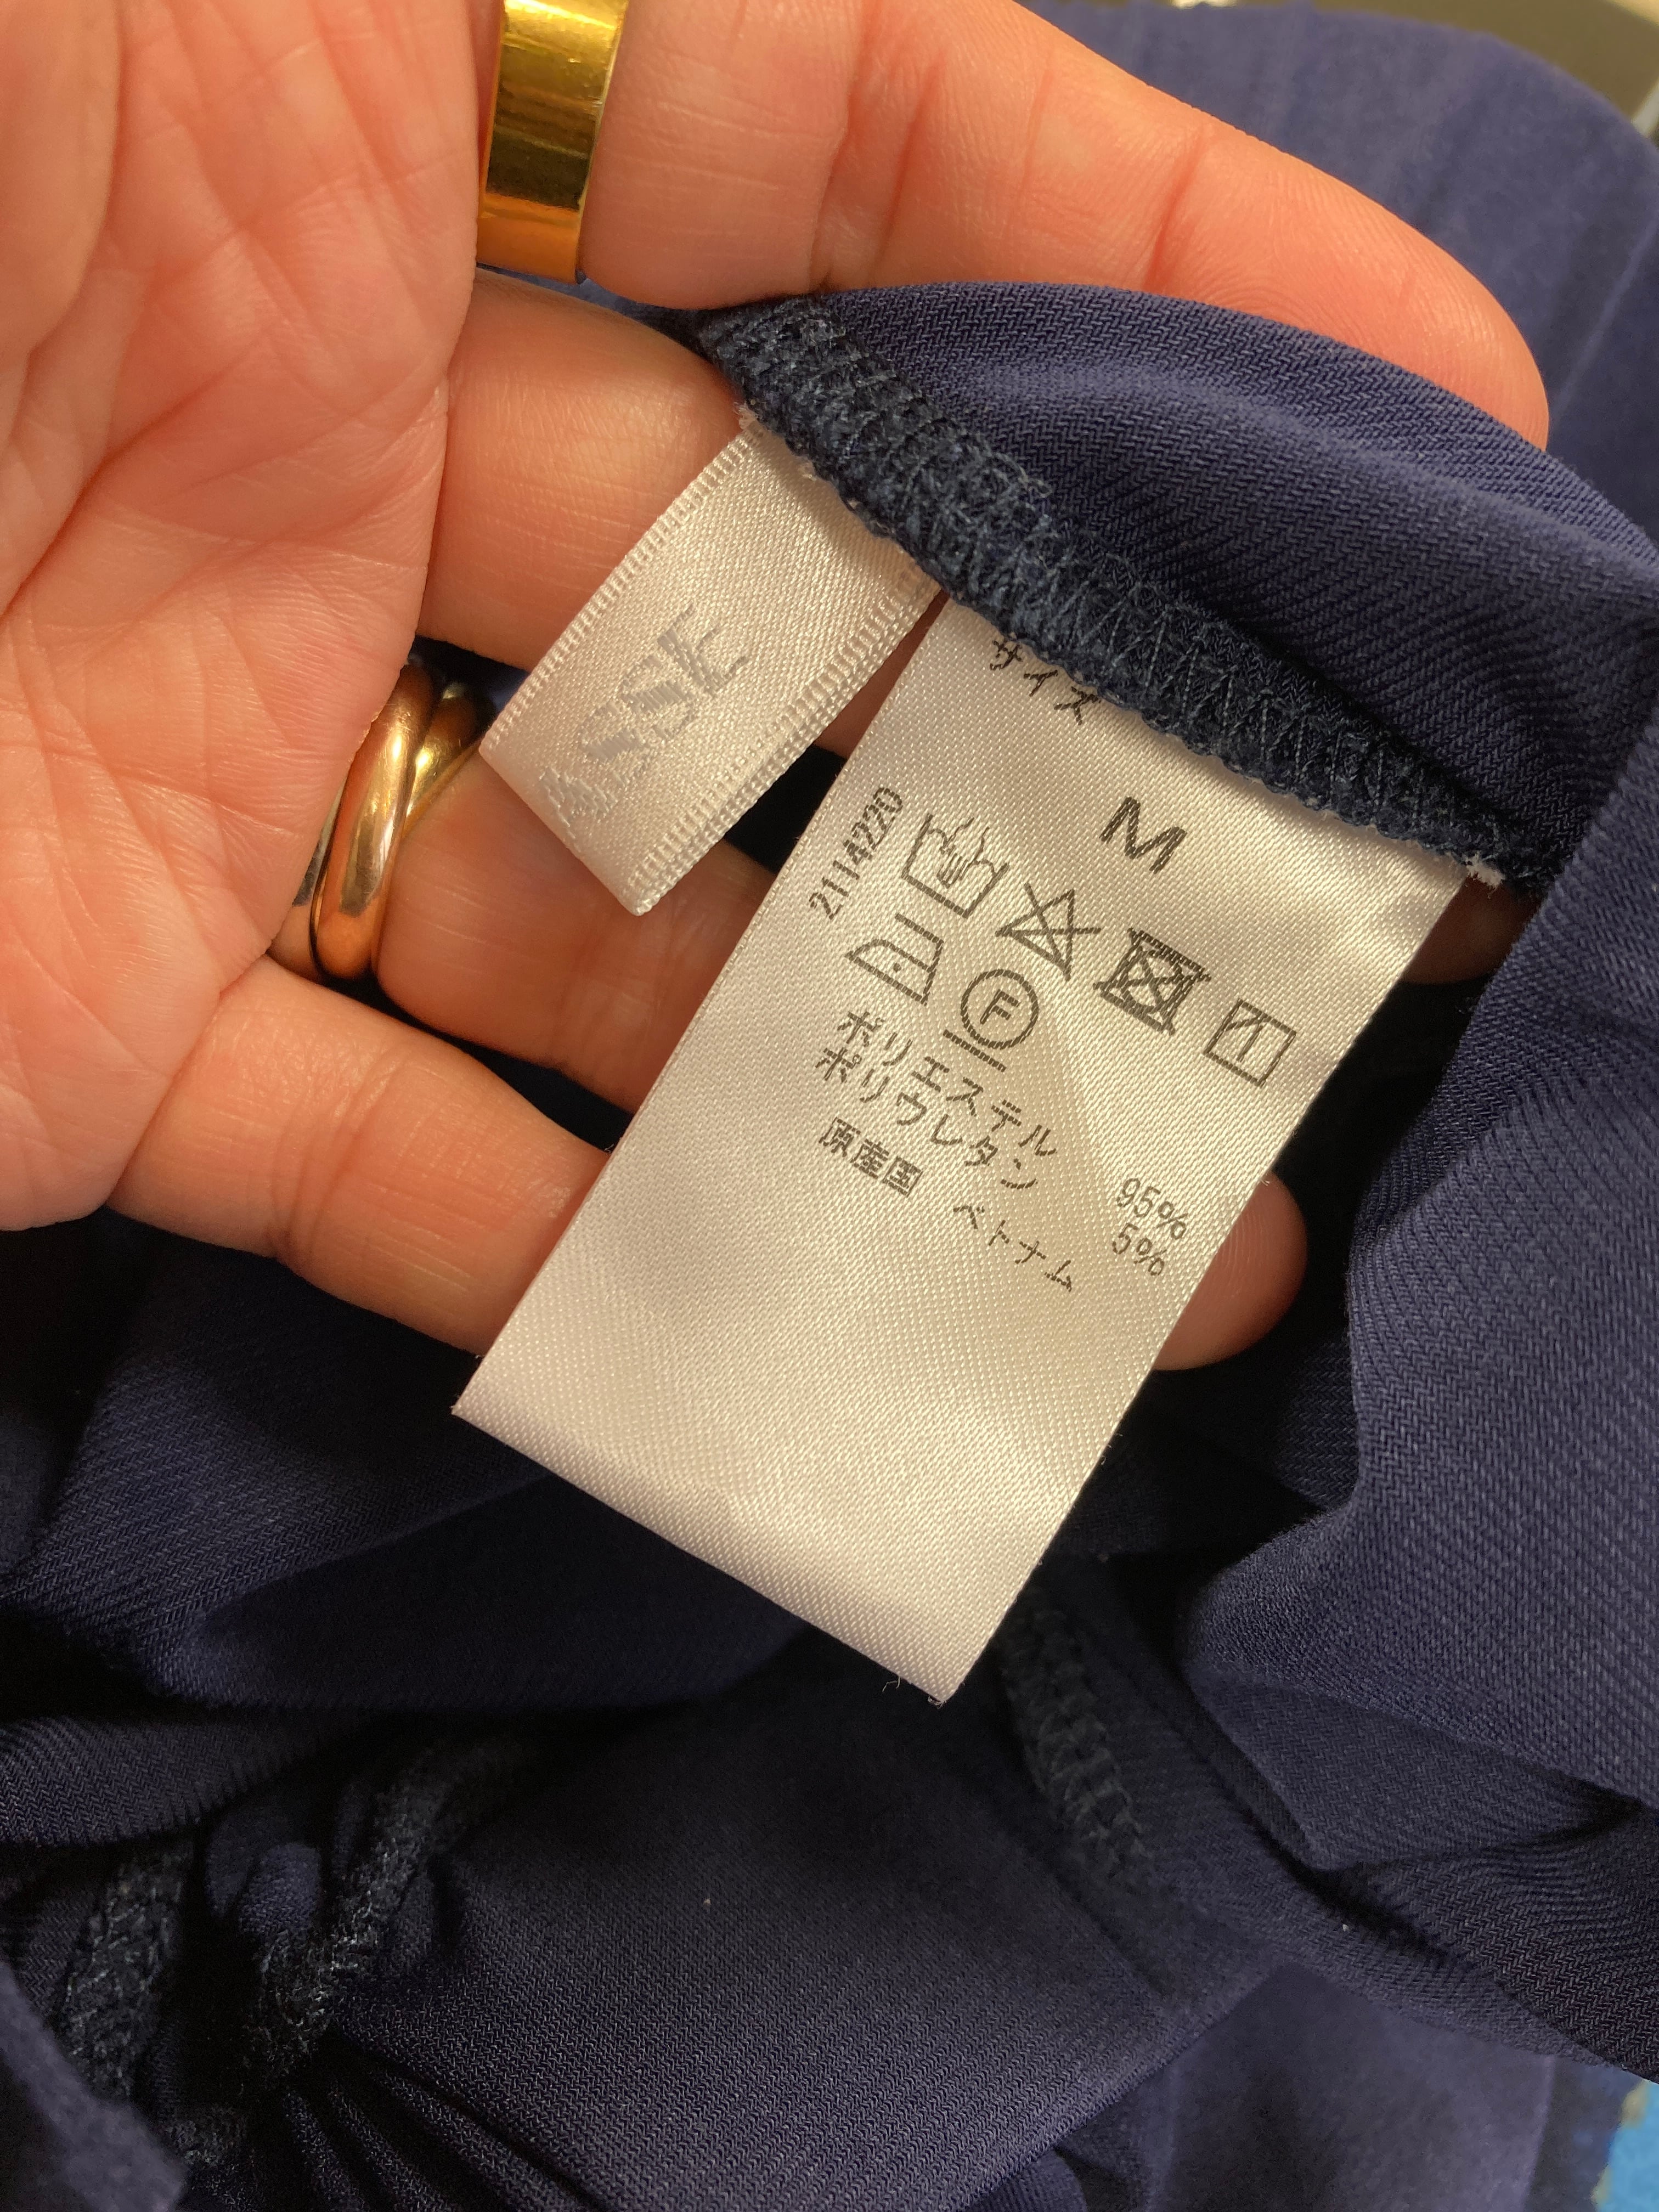 サイズ
M
2114220
F
ポリエステル 95%
ポリウレタン 5%
原産国 ベトナム